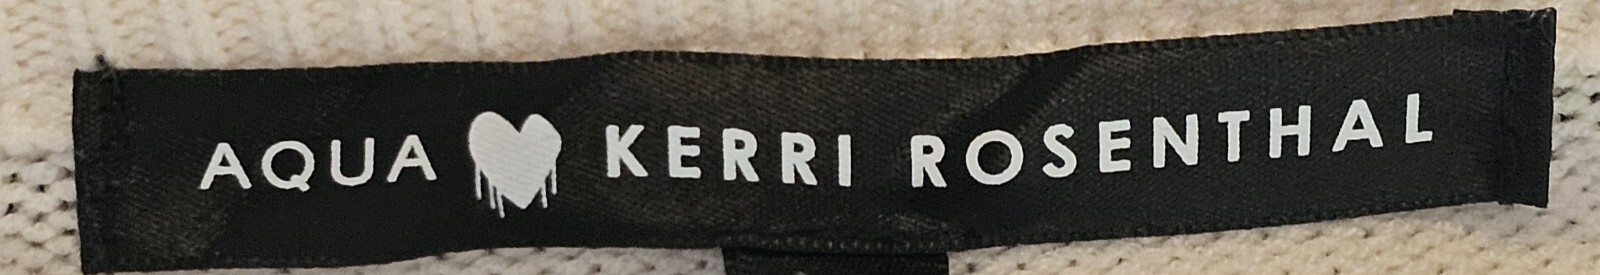 AQUA KERRI ROSENTHAL